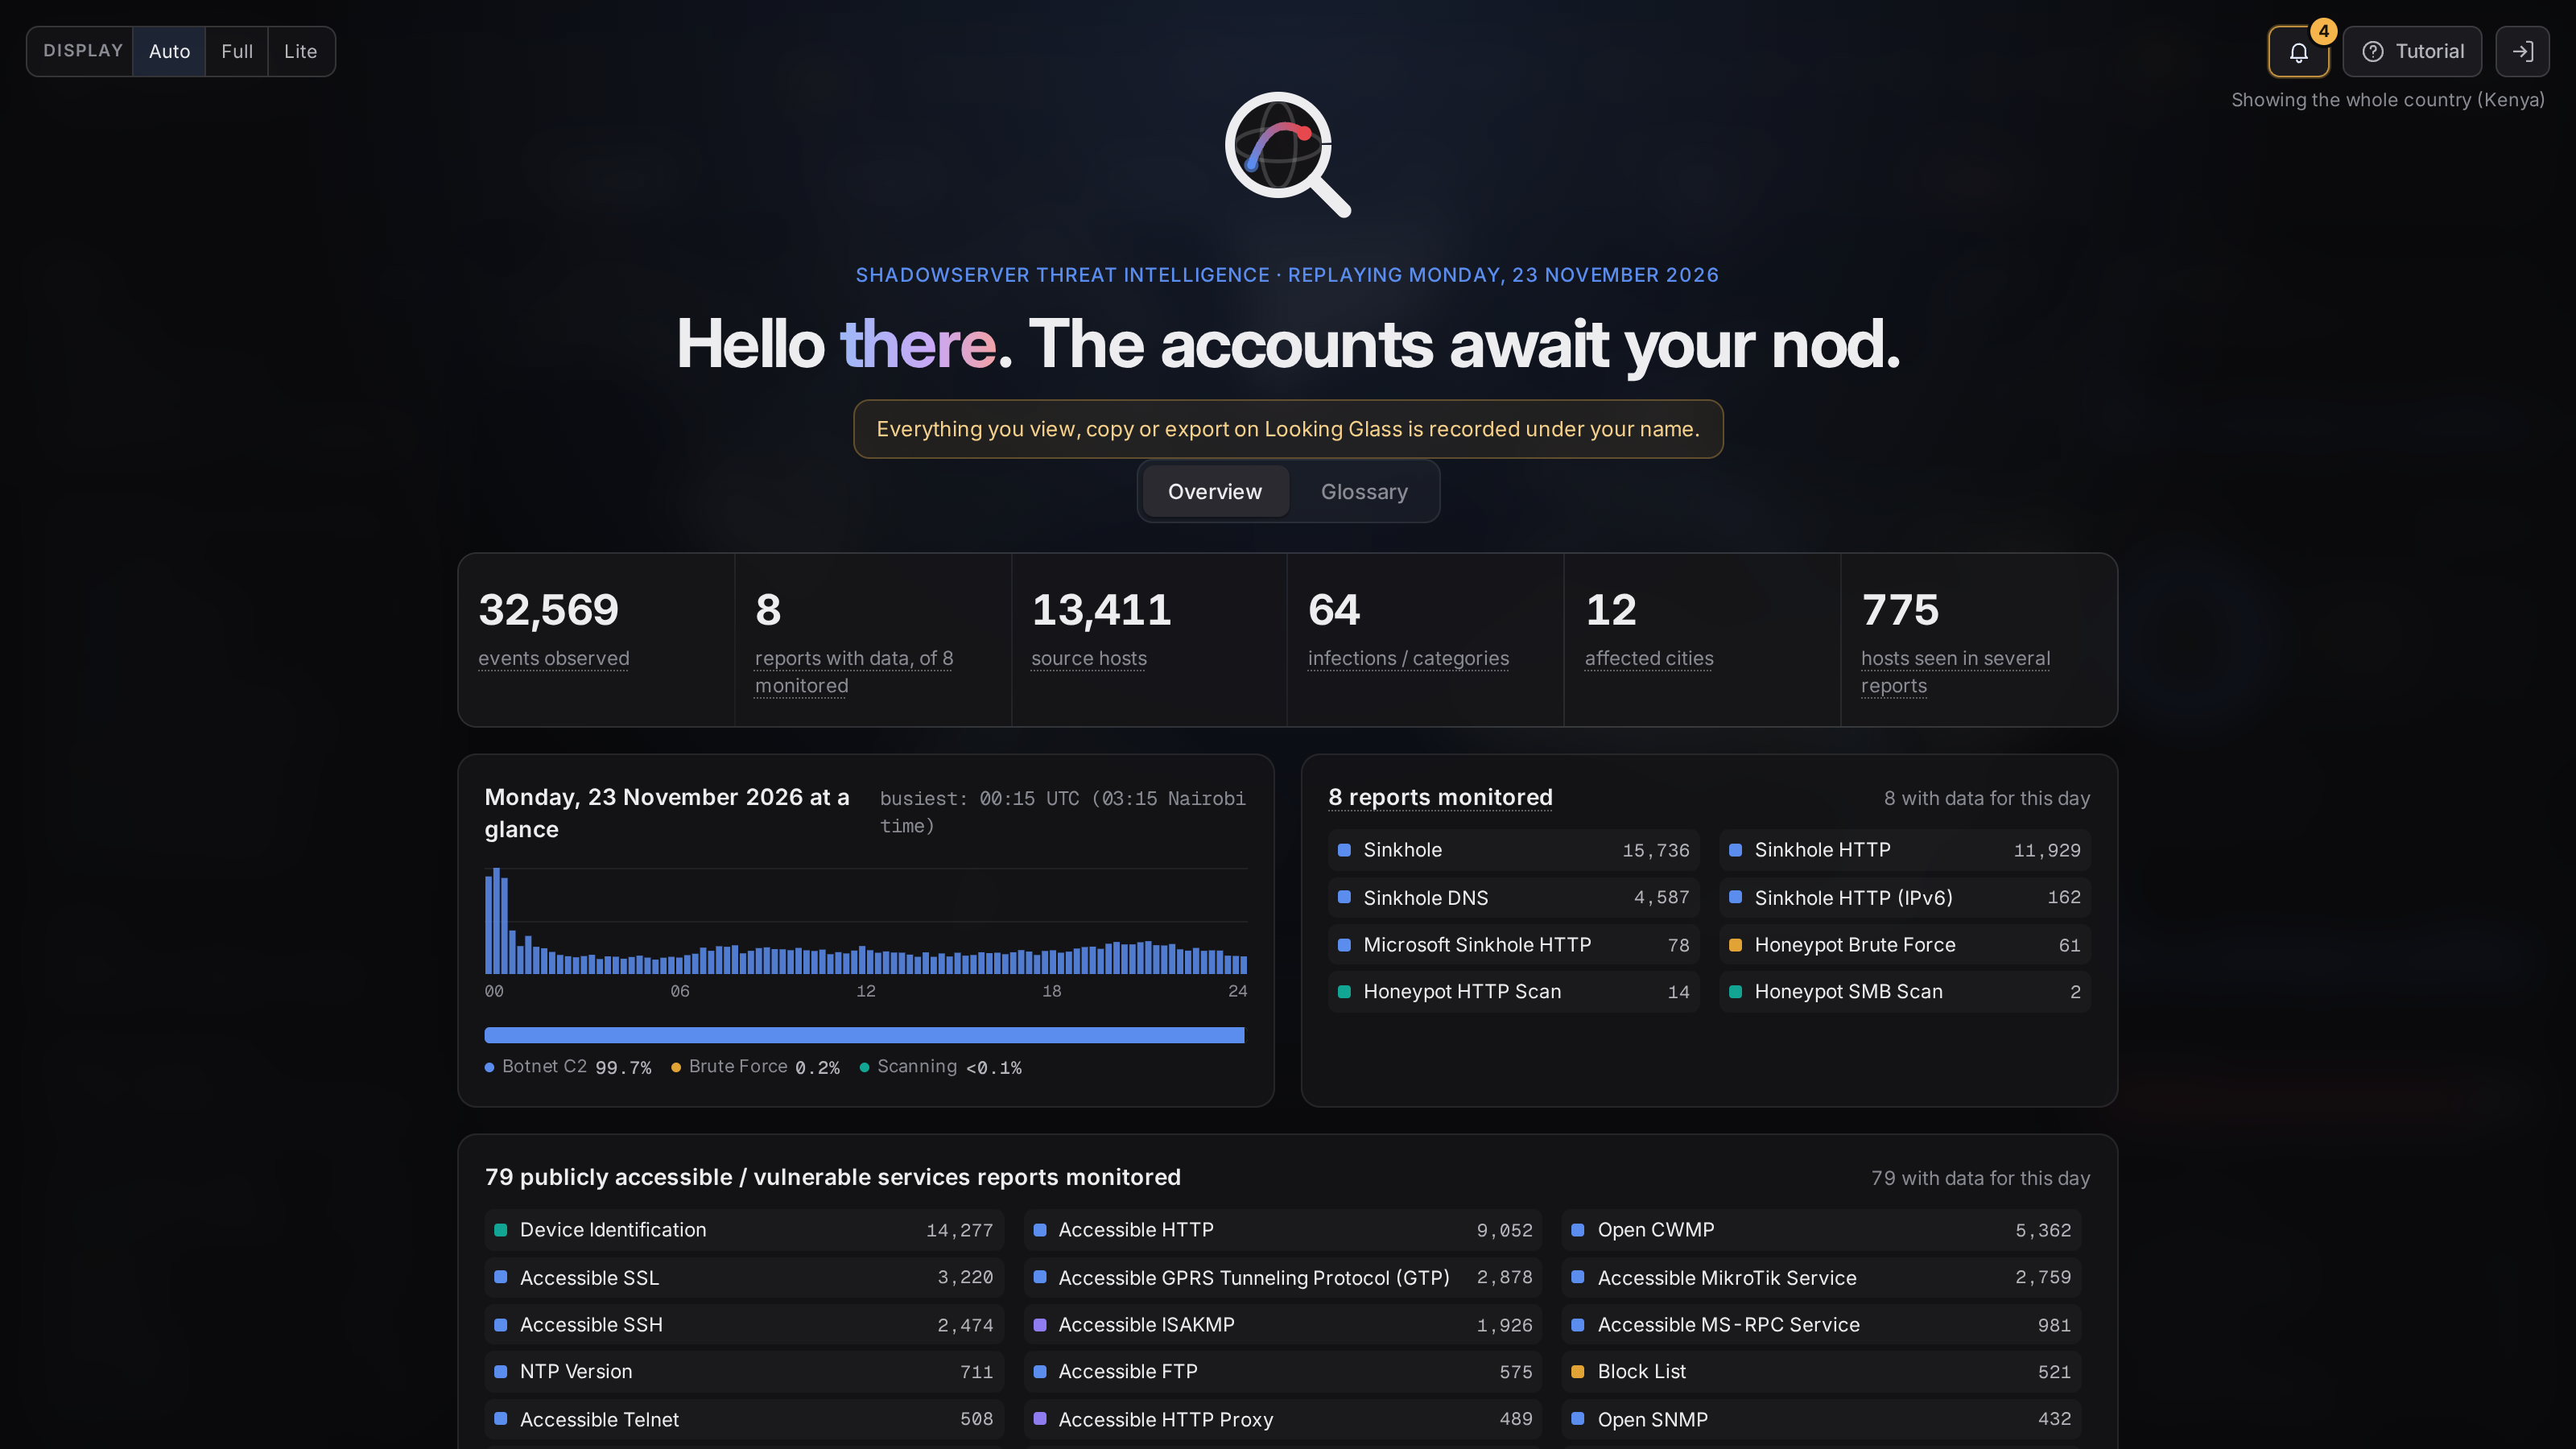 DISPLAY Auto Full Lite
4
Tutorial
Showing the whole country (Kenya)
SHADOWSERVER THREAT INTELLIGENCE · REPLAYING MONDAY, 23 NOVEMBER 2026
Hello there. The accounts await your nod.
Everything you view, copy or export on Looking Glass is recorded under your name.
Overview Glossary
32,569
events observed
8
reports with data, of 8
monitored
13,411
source hosts
64
infections / categories
12
affected cities
775
hosts seen in several
reports
Monday, 23 November 2026 at a
glance
busiest: 00:15 UTC (03:15 Nairobi
time)
00 06 12 18 24
Botnet C2 99.7% Brute Force 0.2% Scanning <0.1%
8 reports monitored
8 with data for this day
Sinkhole 15,736
Sinkhole HTTP 11,929
Sinkhole DNS 4,587
Sinkhole HTTP (IPv6) 162
Microsoft Sinkhole HTTP 78
Honeypot Brute Force 61
Honeypot HTTP Scan 14
Honeypot SMB Scan 2
79 publicly accessible / vulnerable services reports monitored
79 with data for this day
Device Identification 14,277
Accessible HTTP 9,052
Open CWMP 5,362
Accessible SSL 3,220
Accessible GPRS Tunneling Protocol (GTP) 2,878
Accessible MikroTik Service 2,759
Accessible SSH 2,474
Accessible ISAKMP 1,926
Accessible MS-RPC Service 981
NTP Version 711
Accessible FTP 575
Block List 521
Accessible Telnet 508
Accessible HTTP Proxy 489
Open SNMP 432